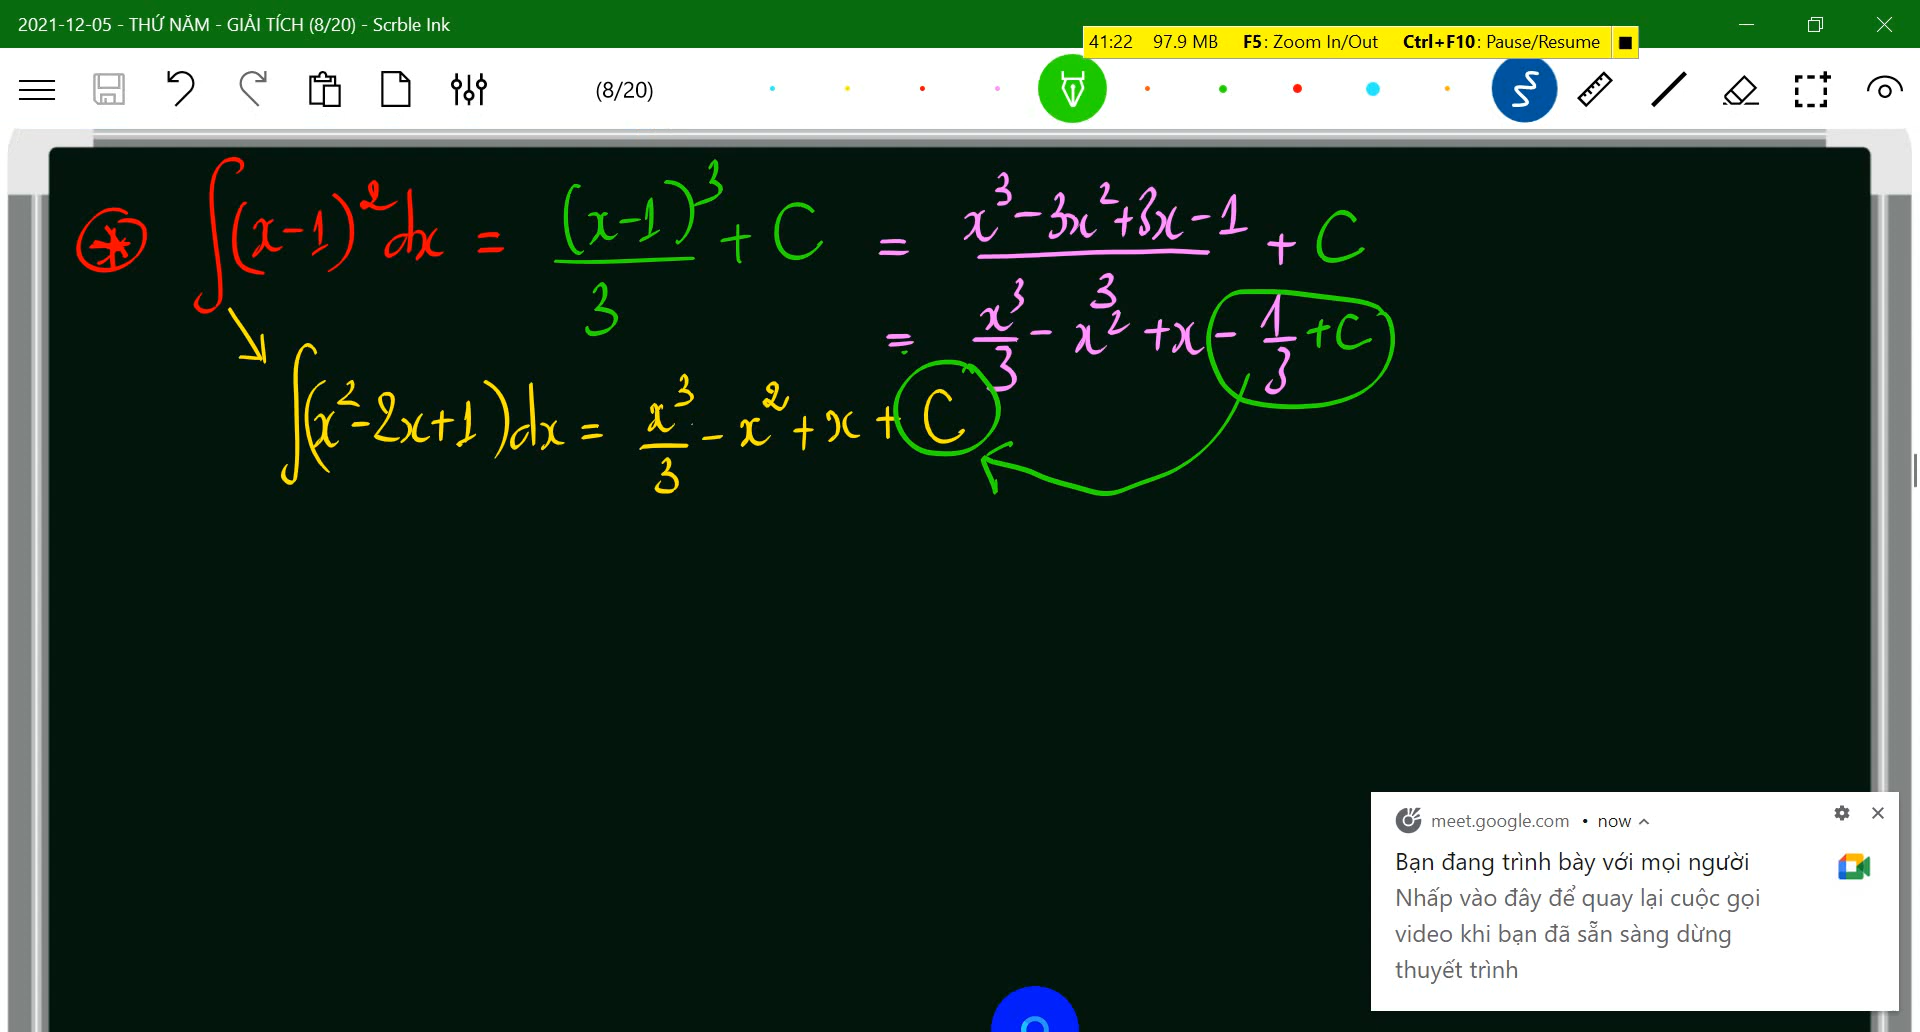 2021-12-05 - THỨ NĂM - GIẢI TÍCH (8/20) - Scrble Ink
41:22 97.9 MB F5: Zoom In/Out Ctrl+F10: Pause/Resume
(8/20)
* ∫(x-1)² dx = (x-1)³/3 + C = (x³-3x²+3x-1)/3 + C
= x³/3 - x² + x - 1/3 + C
∫(x²-2x+1)dx = x³/3 - x² + x + C
meet.google.com • now
Bạn đang trình bày với mọi người
Nhấp vào đây để quay lại cuộc gọi
video khi bạn đã sẵn sàng dừng
thuyết trình